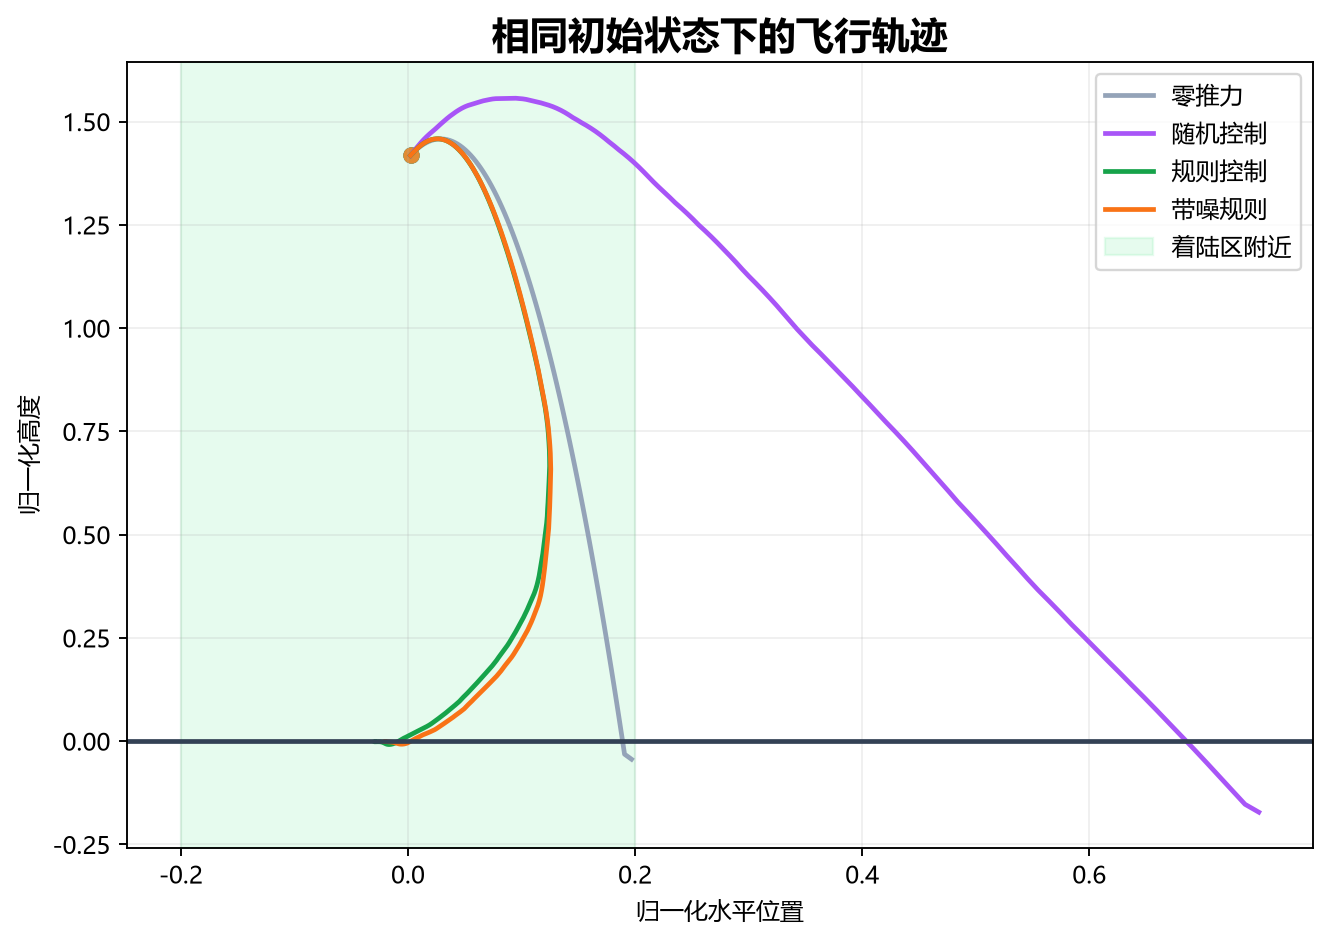 相同初始状态下的飞行轨迹
零推力
随机控制
规则控制
带噪规则
着陆区附近
归一化高度
1.50
1.25
1.00
0.75
0.50
0.25
0.00
-0.25
-0.2
0.0
0.2
0.4
0.6
归一化水平位置